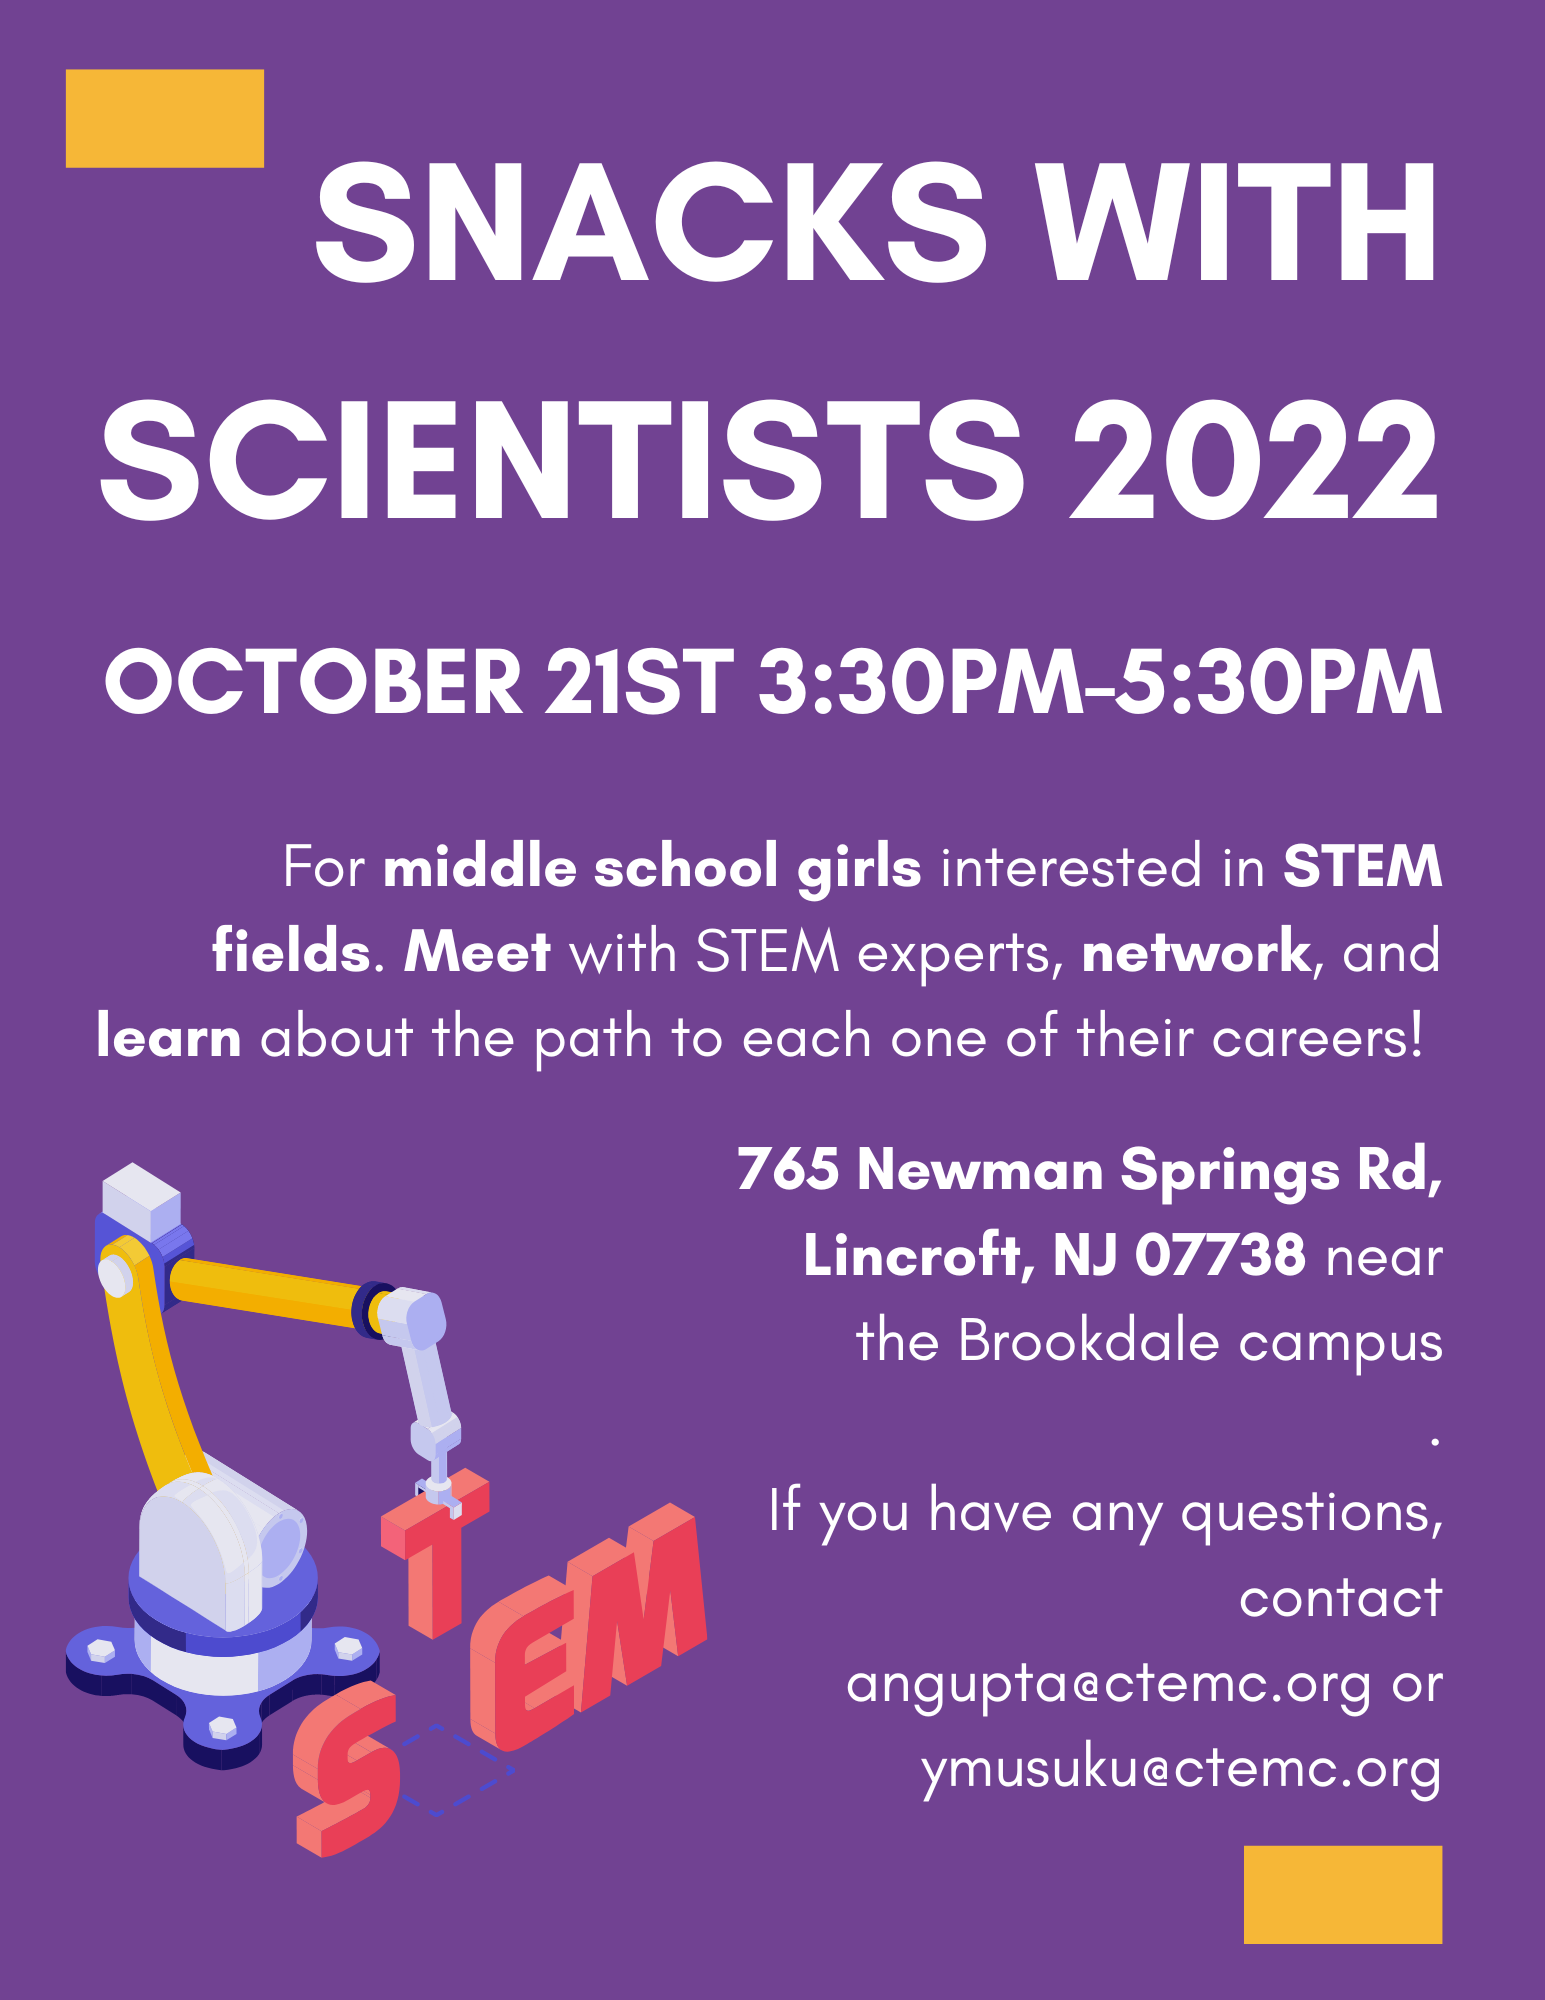 SNACKS WITH
SCIENTISTS 2022
OCTOBER 21ST 3:30PM-5:30PM
For middle school girls interested in STEM
fields. Meet with STEM experts, network, and
learn about the path to each one of their careers!
765 Newman Springs Rd,
Lincroft, NJ 07738 near
the Brookdale campus
.
If you have any questions,
contact
angupta@ctemc.org or
ymusuku@ctemc.org
STEM